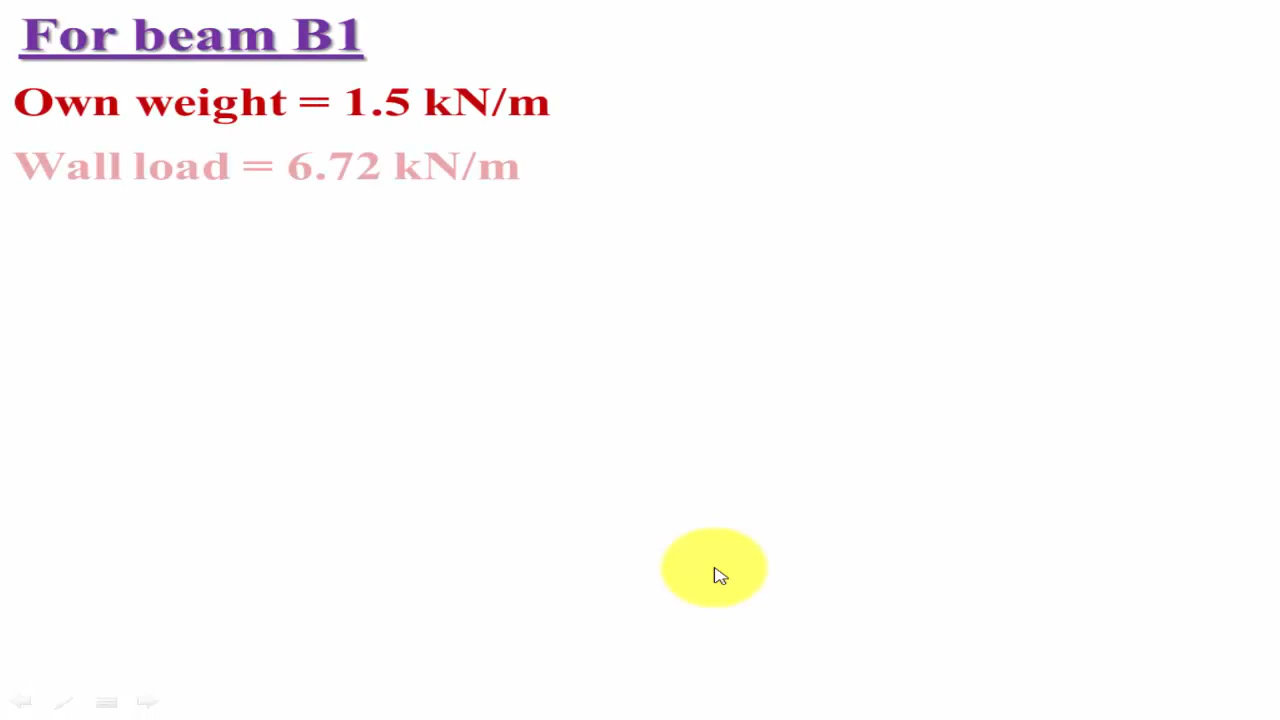 For beam B1
Own weight = 1.5 kN/m
Wall load = 6.72 kN/m